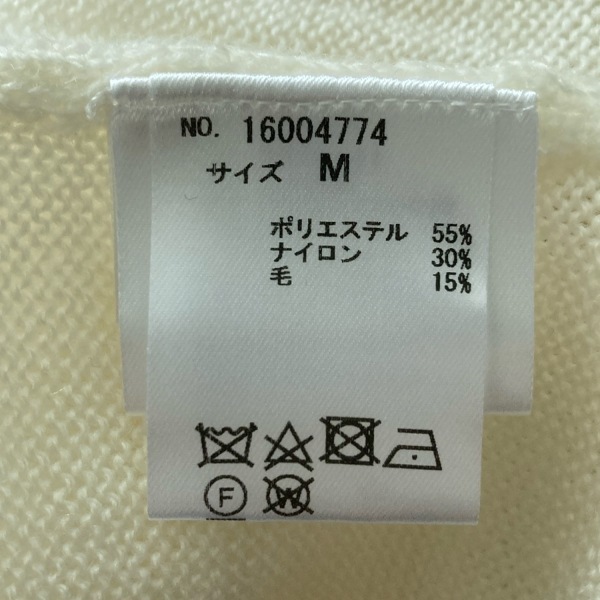 NO. 16004774
サイズ M
ポリエステル 55%
ナイロン 30%
毛 15%
F W